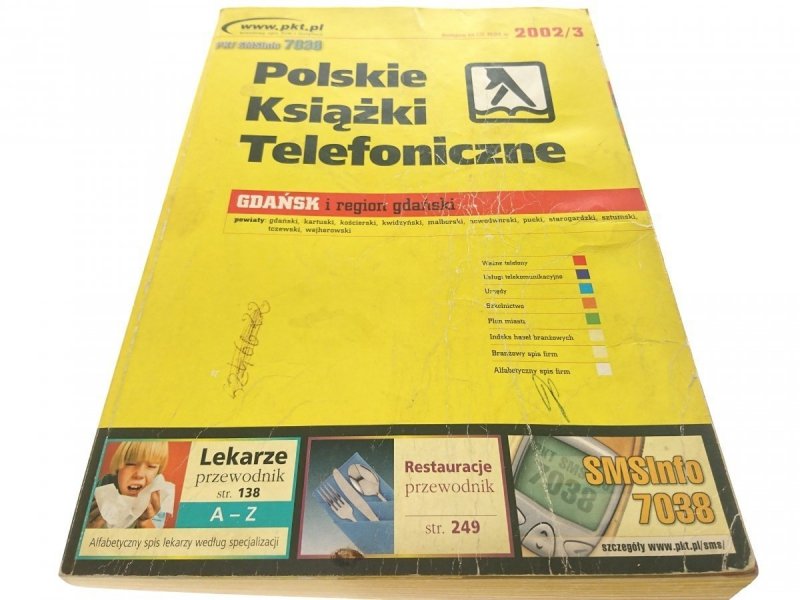 www.pkt.pl
PKT SMSInfo 7038
2002/3
Polskie
Książki
Telefoniczne
GDAŃSK i region gdański
powiaty: gdański, kartuski, kościerski, kwidzyński, malborski, nowodworski, pucki, starogardzki, sztumski,
tczewski, wejherowski
Ważne telefony
Usługi telekomunikacyjne
Urzędy
Szkolnictwo
Plan miasta
Indeks haseł branżowych
Branżowy spis firm
Alfabetyczny spis firm
Lekarze
przewodnik
str. 138
A – Z
Alfabetyczny spis lekarzy według specjalizacji
Restauracje
przewodnik
str. 249
PKT SMS
7038
SMSInfo
7038
szczegóły www.pkt.pl/sms/